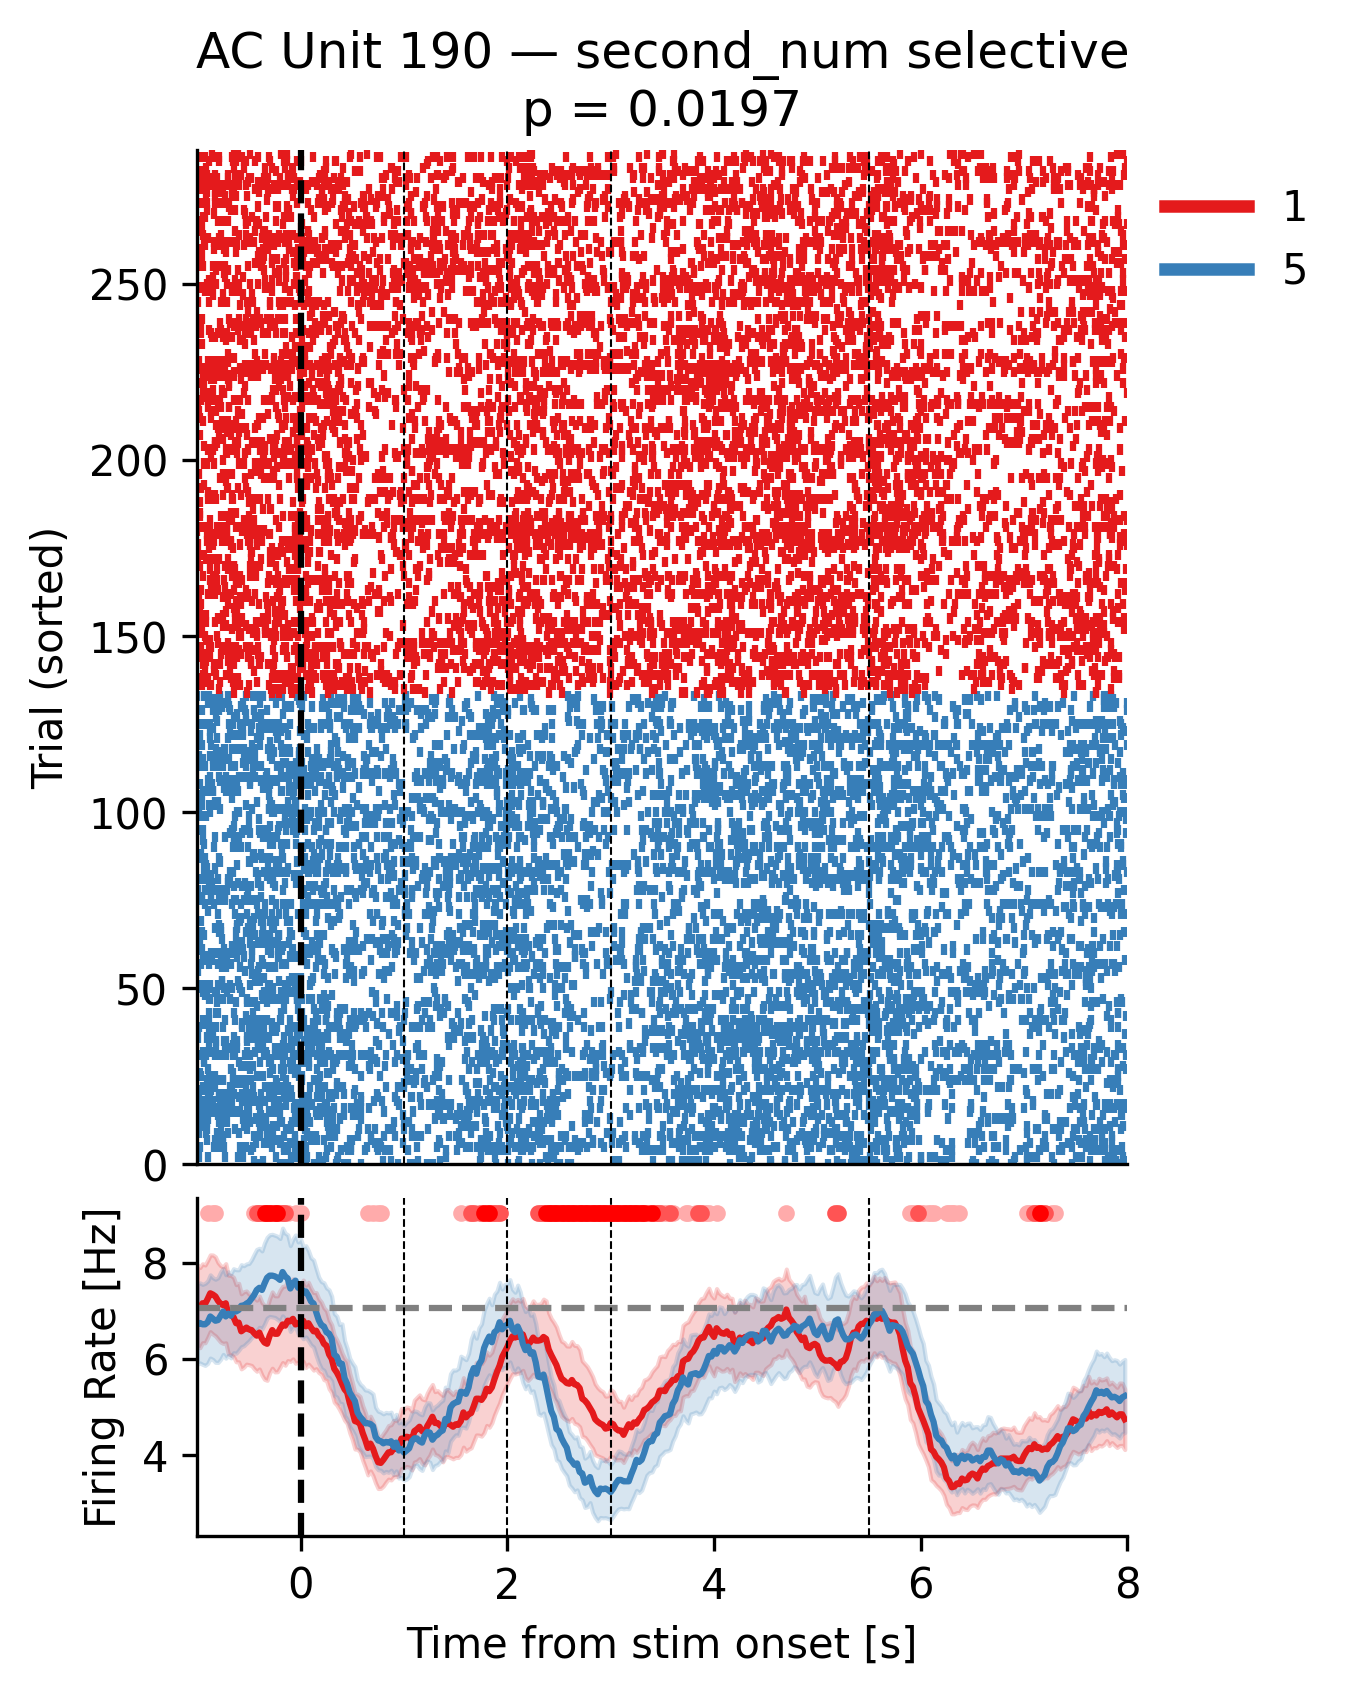 AC Unit 190 — second_num selective
p = 0.0197
1
5
250
200
150
100
50
0
Trial (sorted)
8
6
4
Firing Rate [Hz]
0 2 4 6 8
Time from stim onset [s]